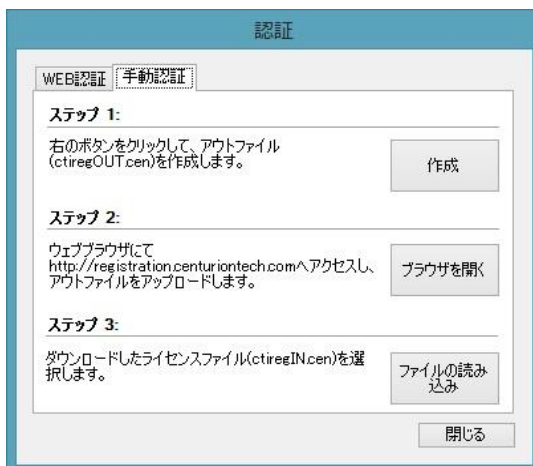 認証
WEB認証 手動認証
ステップ 1:
右のボタンをクリックして、アウトファイル
(ctiregOUT.cen)を作成します。
作成
ステップ 2:
ウェブブラウザにて
http://registration.centuriontech.comへアクセスし、
アウトファイルをアップロードします。
ブラウザを開く
ステップ 3:
ダウンロードしたライセンスファイル(ctiregIN.cen)を選
択します。
ファイルの読み
込み
閉じる